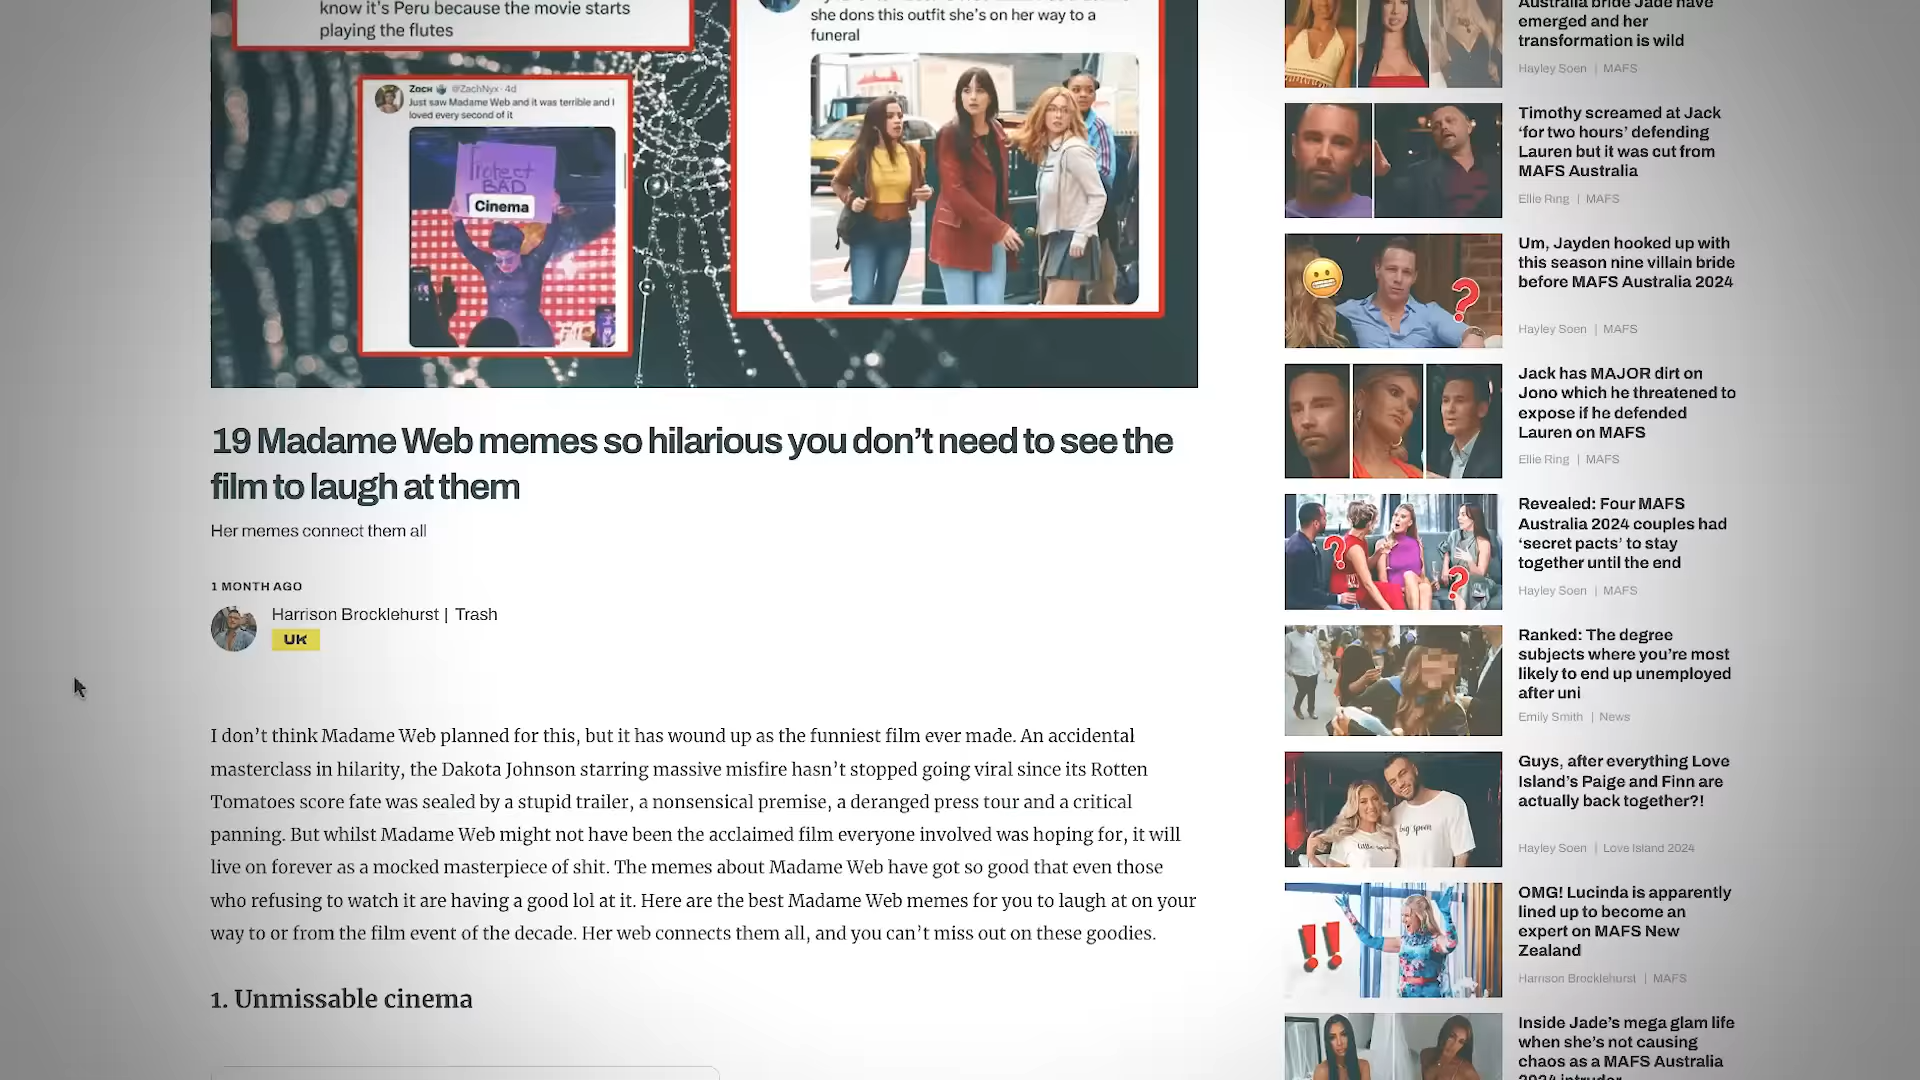 know it's Peru because the movie starts
playing the flutes
she dons this outfit she's on her way to a
funeral
Zoch @ZachNyx · 4d
Just saw Madame Web and it was terrible and I
loved every second of it
Protect
BAD
Cinema
19 Madame Web memes so hilarious you don't need to see the
film to laugh at them
Her memes connect them all
1 MONTH AGO
Harrison Brocklehurst | Trash
UK
I don't think Madame Web planned for this, but it has wound up as the funniest film ever made. An accidental
masterclass in hilarity, the Dakota Johnson starring massive misfire hasn't stopped going viral since its Rotten
Tomatoes score fate was sealed by a stupid trailer, a nonsensical premise, a deranged press tour and a critical
panning. But whilst Madame Web might not have been the acclaimed film everyone involved was hoping for, it will
live on forever as a mocked masterpiece of shit. The memes about Madame Web have got so good that even those
who refusing to watch it are having a good lol at it. Here are the best Madame Web memes for you to laugh at on your
way to or from the film event of the decade. Her web connects them all, and you can't miss out on these goodies.
1. Unmissable cinema
Australia bride Jade have
emerged and her
transformation is wild
Hayley Soen | MAFS
Timothy screamed at Jack
'for two hours' defending
Lauren but it was cut from
MAFS Australia
Ellie Ring | MAFS
Um, Jayden hooked up with
this season nine villain bride
before MAFS Australia 2024
Hayley Soen | MAFS
Jack has MAJOR dirt on
Jono which he threatened to
expose if he defended
Lauren on MAFS
Ellie Ring | MAFS
Revealed: Four MAFS
Australia 2024 couples had
'secret pacts' to stay
together until the end
Hayley Soen | MAFS
Ranked: The degree
subjects where you're most
likely to end up unemployed
after uni
Emily Smith | News
Guys, after everything Love
Island's Paige and Finn are
actually back together?!
Hayley Soen | Love Island 2024
big spoon
little spoon
OMG! Lucinda is apparently
lined up to become an
expert on MAFS New
Zealand
Harrison Brocklehurst | MAFS
Inside Jade's mega glam life
when she's not causing
chaos as a MAFS Australia
2024 intruder